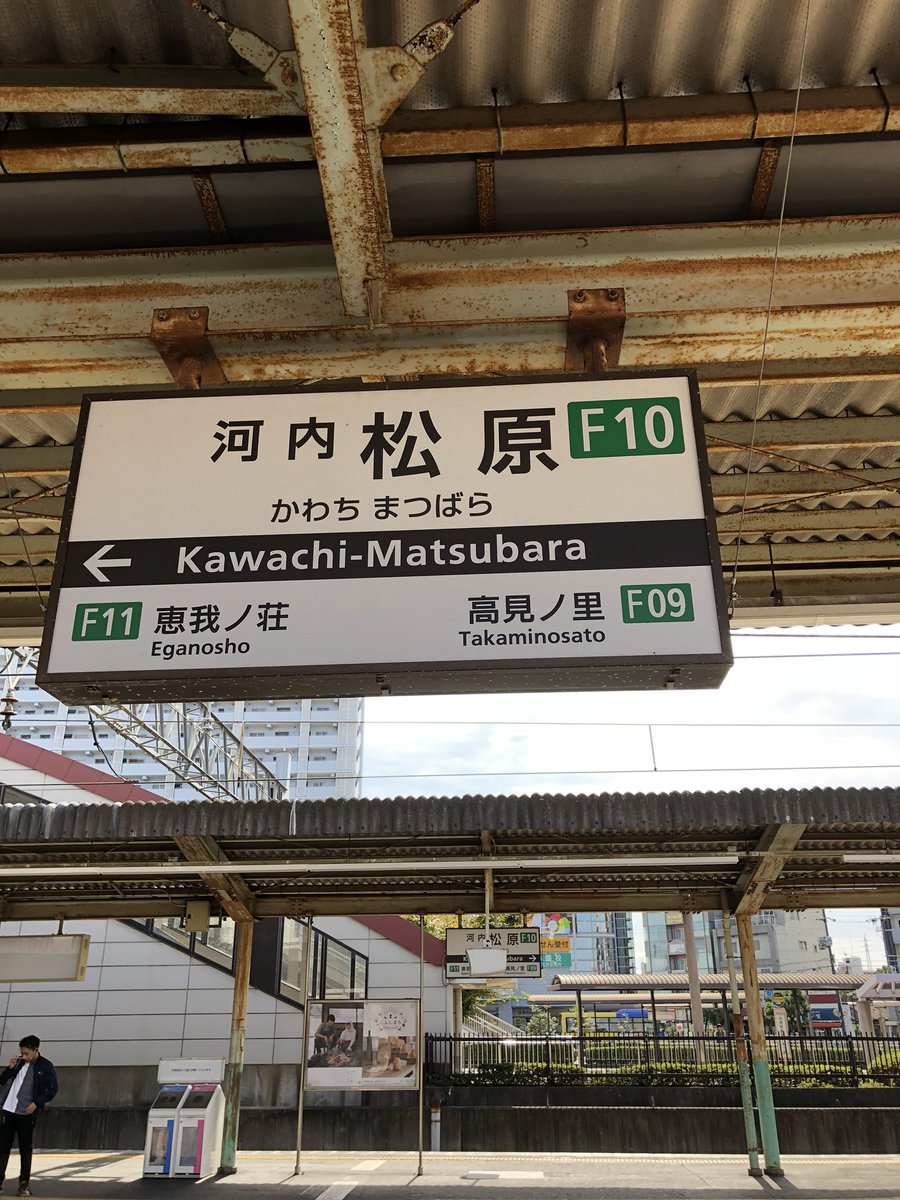 河内 松原 F10
かわち まつばら
← Kawachi-Matsubara
F11 恵我ノ荘 高見ノ里 F09
Eganosho Takaminosato
河内 松原 F10